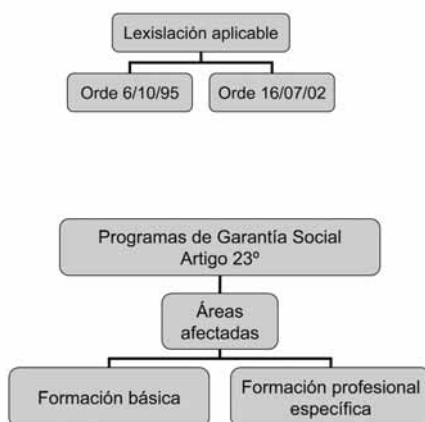 Lexislación aplicable
Orde 6/10/95
Orde 16/07/02
Programas de Garantía Social
Artigo 23º
Áreas
afectadas
Formación básica
Formación profesional
específica